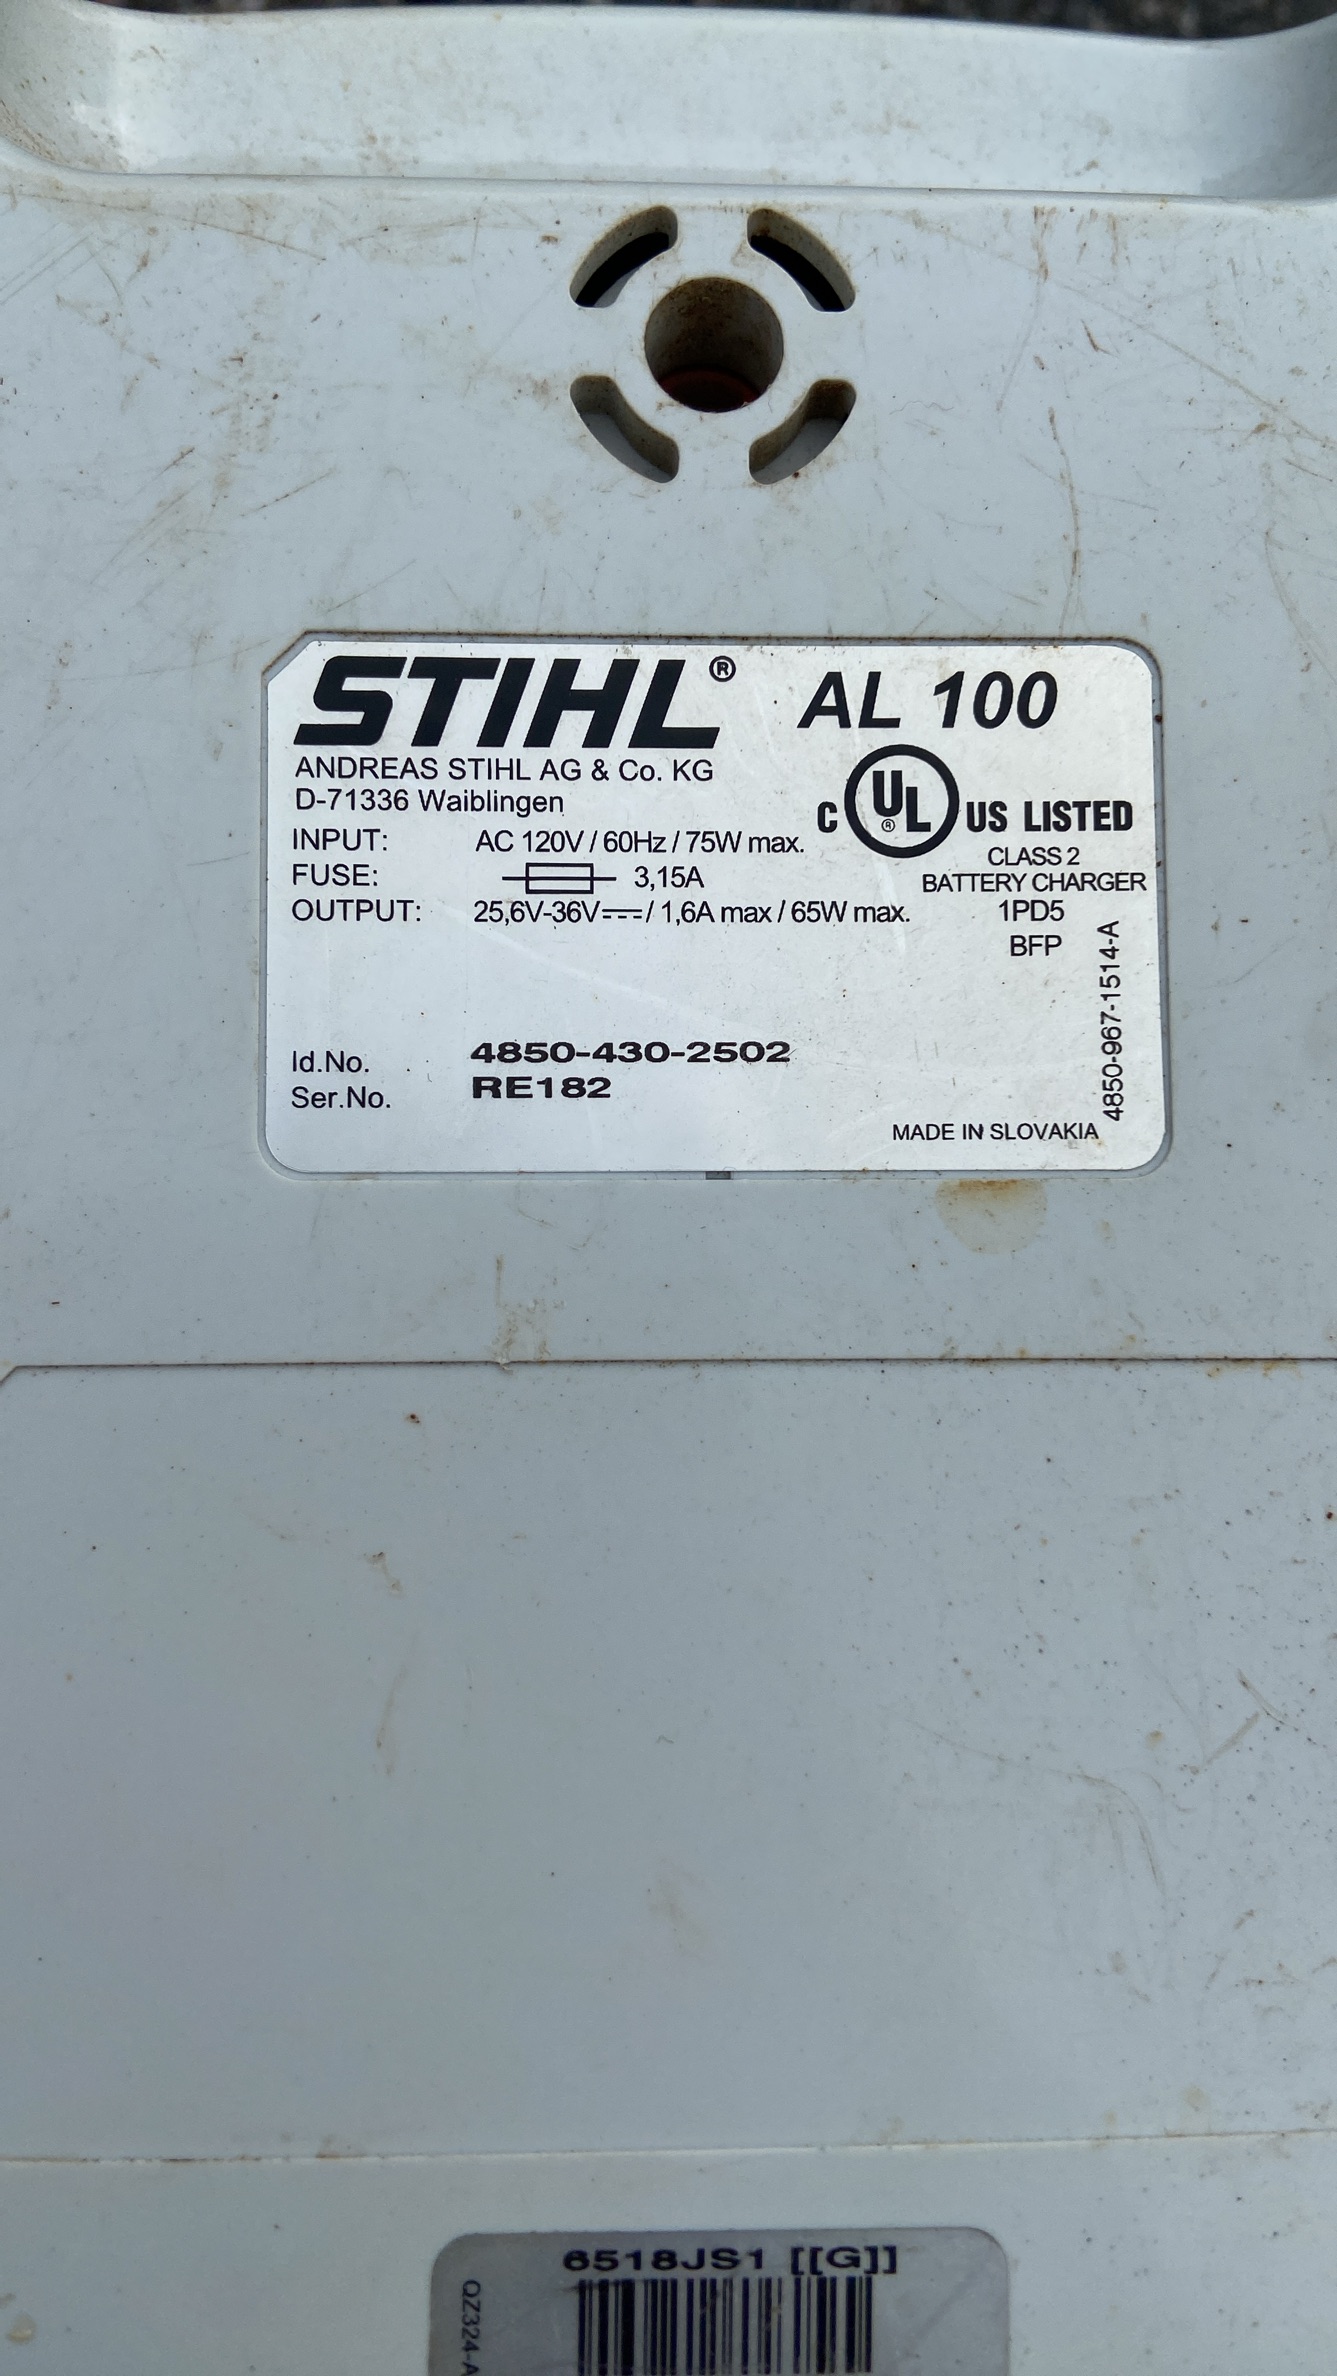 STIHL® AL 100
ANDREAS STIHL AG & Co. KG
D-71336 Waiblingen
C UL® US LISTED
CLASS 2
BATTERY CHARGER
1PD5
BFP
INPUT: AC 120V / 60Hz / 75W max.
FUSE: 3,15A
OUTPUT: 25,6V-36V / 1,6A max / 65W max.
Id.No. 4850-430-2502
Ser.No. RE182
MADE IN SLOVAKIA
4850-967-1514-A
6518JS1 [[G]]
QZ324-A